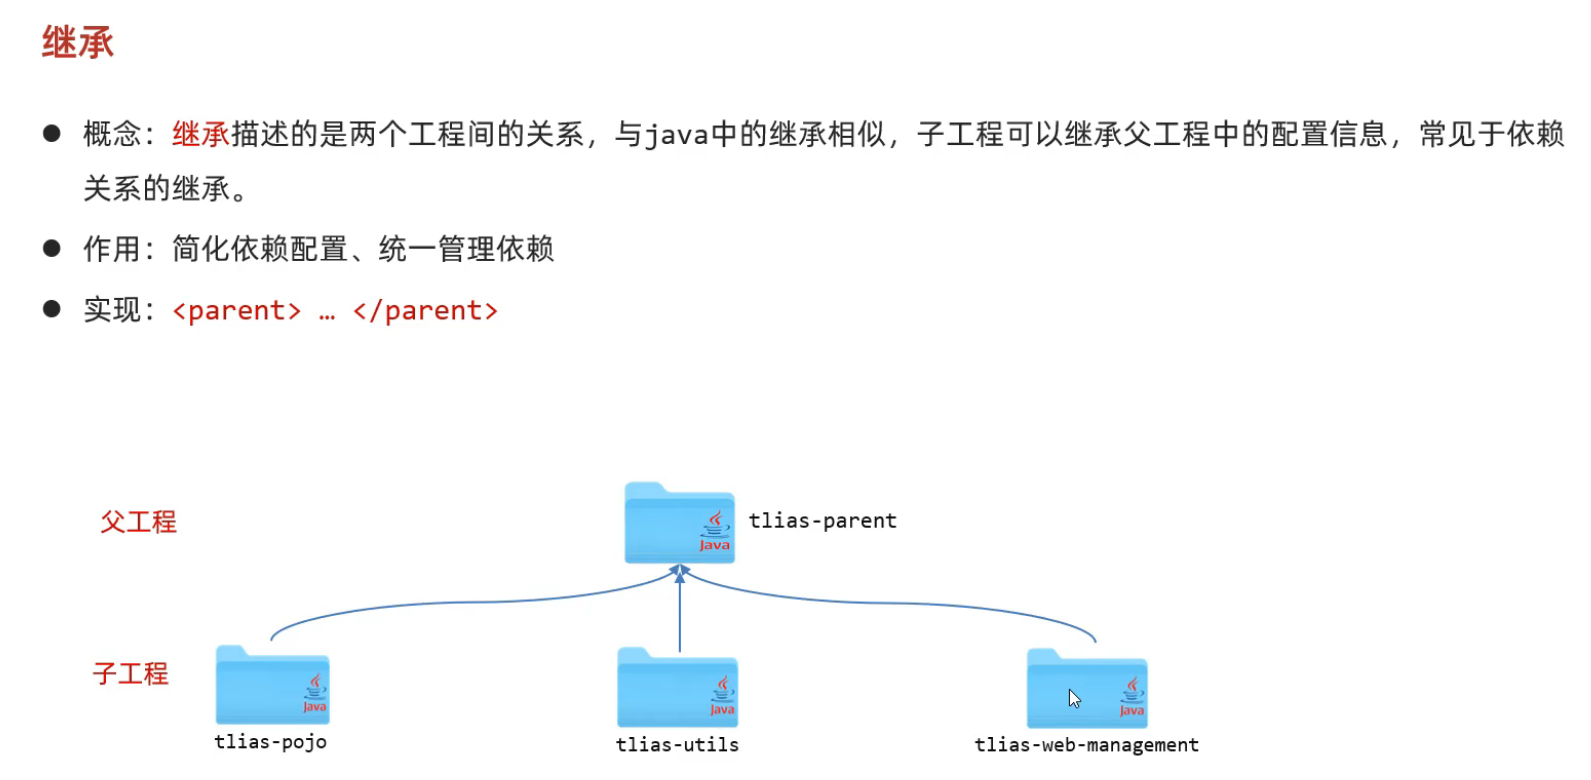 继承
● 概念：继承描述的是两个工程间的关系，与java中的继承相似，子工程可以继承父工程中的配置信息，常见于依赖
关系的继承。
● 作用：简化依赖配置、统一管理依赖
● 实现：<parent> … </parent>
父工程
Java
tlias-parent
子工程
Java
Java
Java
tlias-pojo
tlias-utils
tlias-web-management